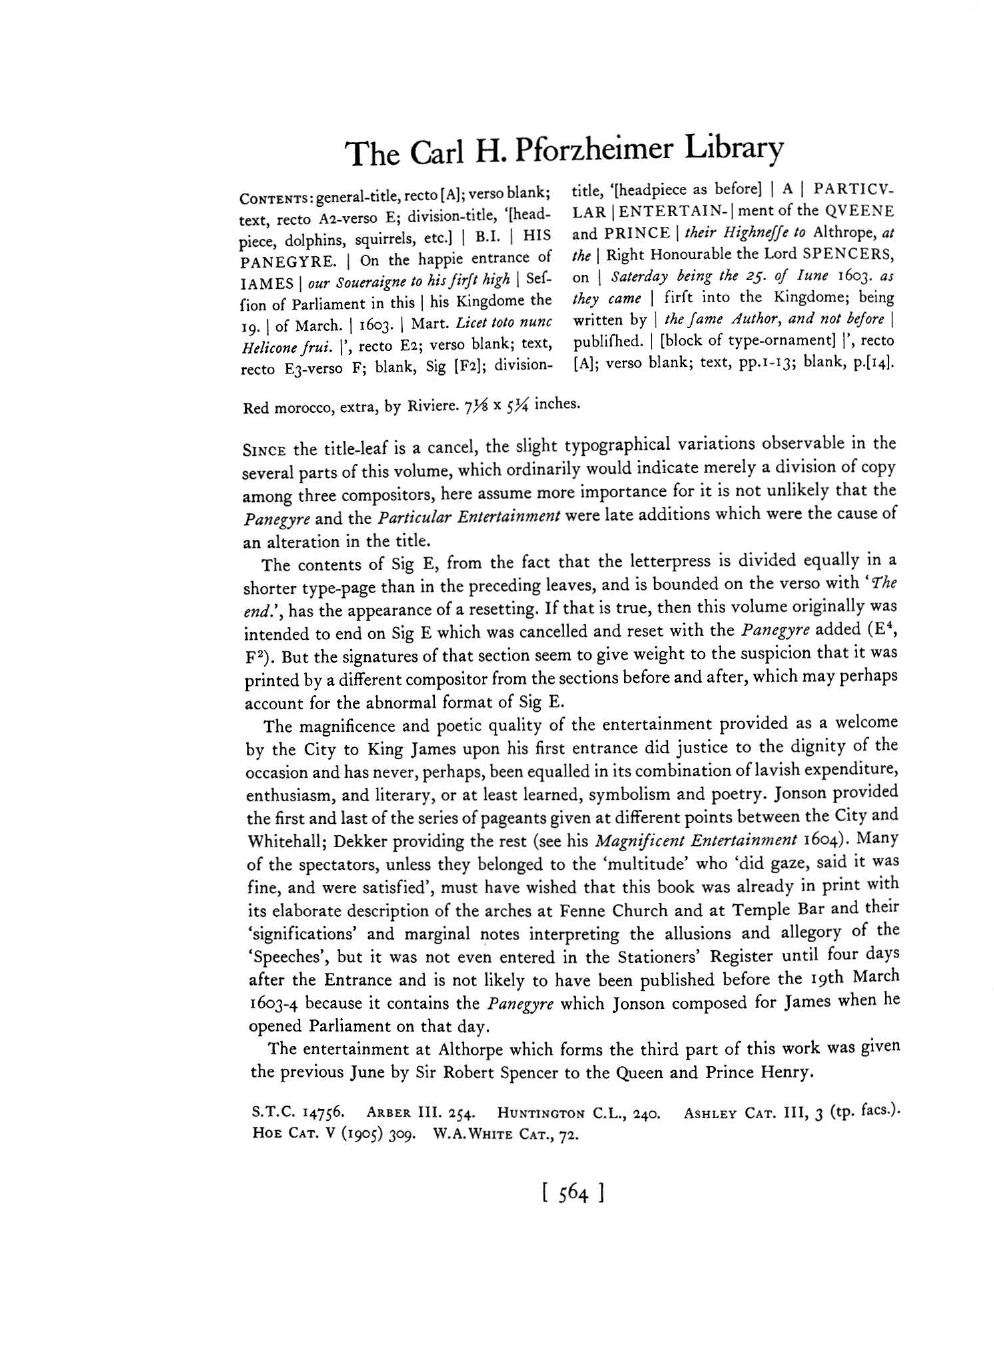 The Carl H. Pforzheimer Library
CONTENTS: general-title, recto [A]; verso blank;
text, recto A2-verso E; division-title, ‘[head-
piece, dolphins, squirrels, etc.] | B.I. | HIS
PANEGYRE. | On the happie entrance of
IAMES | our Soueraigne to his firſt high | Seſ-
ſion of Parliament in this | his Kingdome the
19. | of March. | 1603. | Mart. Licet toto nunc
Helicone frui. |’, recto E2; verso blank; text,
recto E3-verso F; blank, Sig [F2]; division-
title, ‘[headpiece as before] | A | PARTICV-
LAR | ENTERTAIN- | ment of the QVEENE
and PRINCE | their Highneſſe to Althrope, at
the | Right Honourable the Lord SPENCERS,
on | Saterday being the 25. of Iune 1603. as
they came | firſt into the Kingdome; being
written by | the ſame Author, and not before |
publiſhed. | [block of type-ornament] |’, recto
[A]; verso blank; text, pp.1-13; blank, p.[14].
Red morocco, extra, by Riviere. 7⅛ x 5¼ inches.
SINCE the title-leaf is a cancel, the slight typographical variations observable in the
several parts of this volume, which ordinarily would indicate merely a division of copy
among three compositors, here assume more importance for it is not unlikely that the
Panegyre and the Particular Entertainment were late additions which were the cause of
an alteration in the title.
The contents of Sig E, from the fact that the letterpress is divided equally in a
shorter type-page than in the preceding leaves, and is bounded on the verso with ‘The
end.’, has the appearance of a resetting. If that is true, then this volume originally was
intended to end on Sig E which was cancelled and reset with the Panegyre added (E⁴,
F²). But the signatures of that section seem to give weight to the suspicion that it was
printed by a different compositor from the sections before and after, which may perhaps
account for the abnormal format of Sig E.
The magnificence and poetic quality of the entertainment provided as a welcome
by the City to King James upon his first entrance did justice to the dignity of the
occasion and has never, perhaps, been equalled in its combination of lavish expenditure,
enthusiasm, and literary, or at least learned, symbolism and poetry. Jonson provided
the first and last of the series of pageants given at different points between the City and
Whitehall; Dekker providing the rest (see his Magnificent Entertainment 1604). Many
of the spectators, unless they belonged to the ‘multitude’ who ‘did gaze, said it was
fine, and were satisfied’, must have wished that this book was already in print with
its elaborate description of the arches at Fenne Church and at Temple Bar and their
‘significations’ and marginal notes interpreting the allusions and allegory of the
‘Speeches’, but it was not even entered in the Stationers’ Register until four days
after the Entrance and is not likely to have been published before the 19th March
1603-4 because it contains the Panegyre which Jonson composed for James when he
opened Parliament on that day.
The entertainment at Althorpe which forms the third part of this work was given
the previous June by Sir Robert Spencer to the Queen and Prince Henry.
S.T.C. 14756. ARBER III. 254. HUNTINGTON C.L., 240. ASHLEY CAT. III, 3 (tp. facs.).
HOE CAT. V (1905) 309. W.A.WHITE CAT., 72.
[ 564 ]